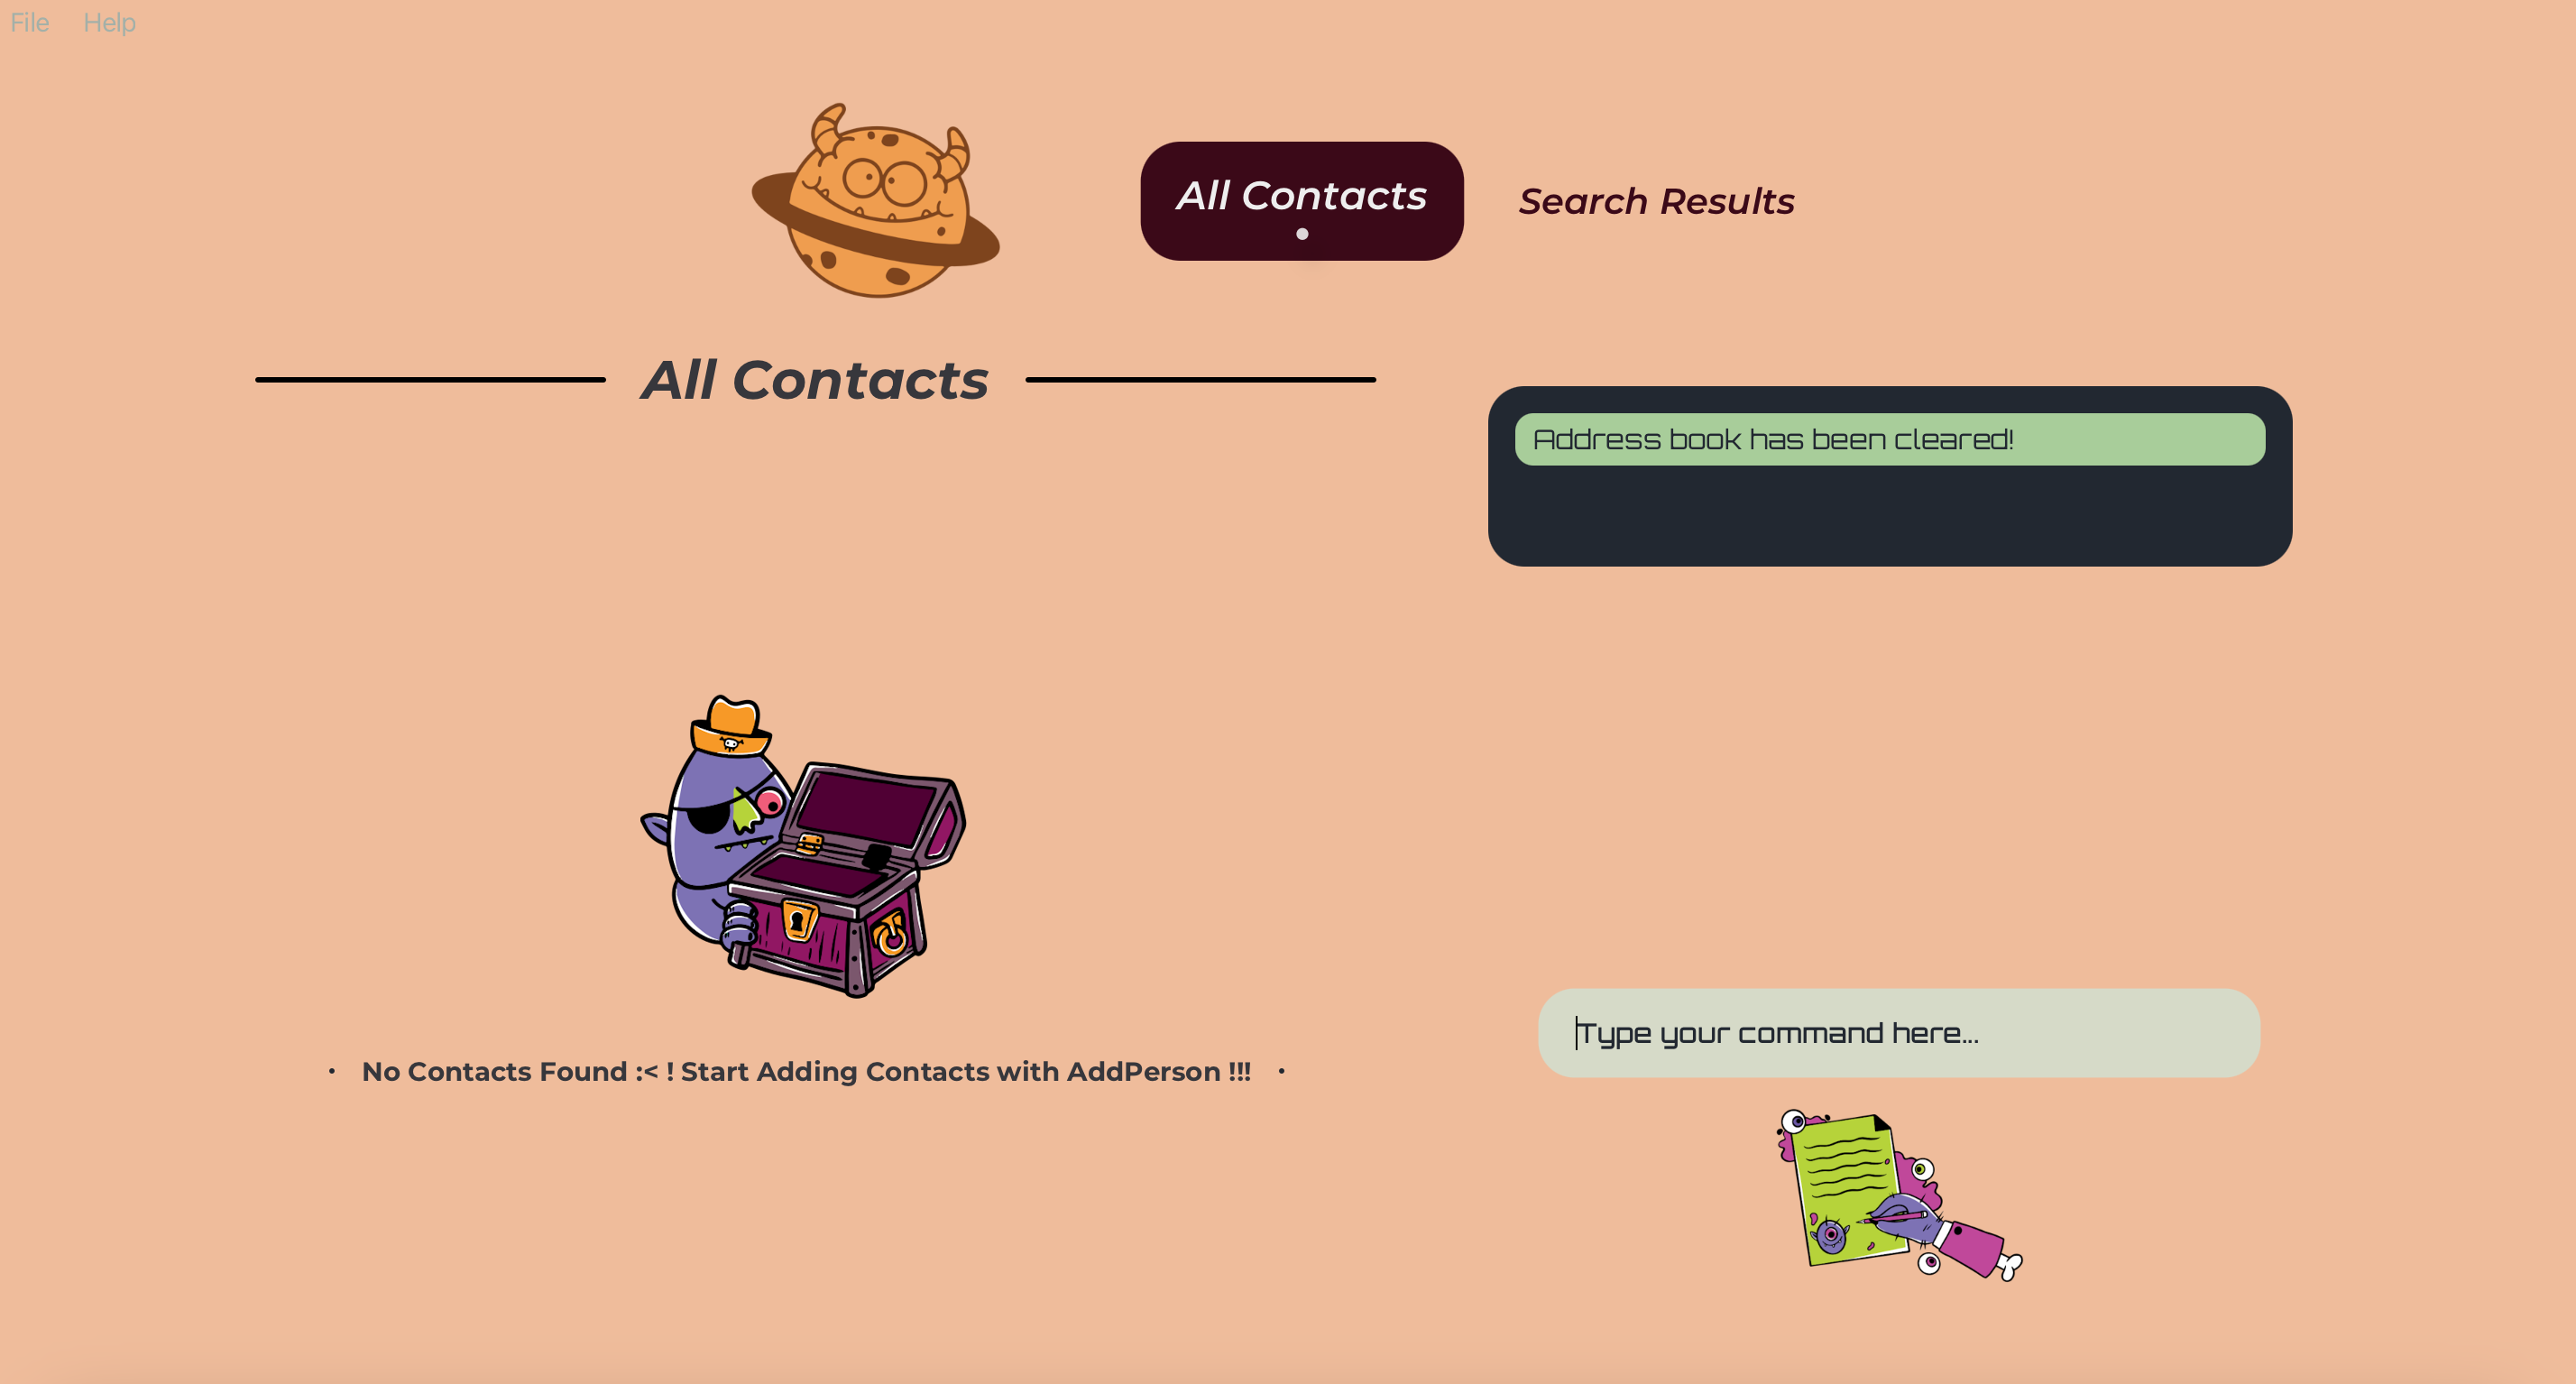 File Help
All Contacts
Search Results
All Contacts
Address book has been cleared!
Type your command here...
No Contacts Found :< ! Start Adding Contacts with AddPerson !!!